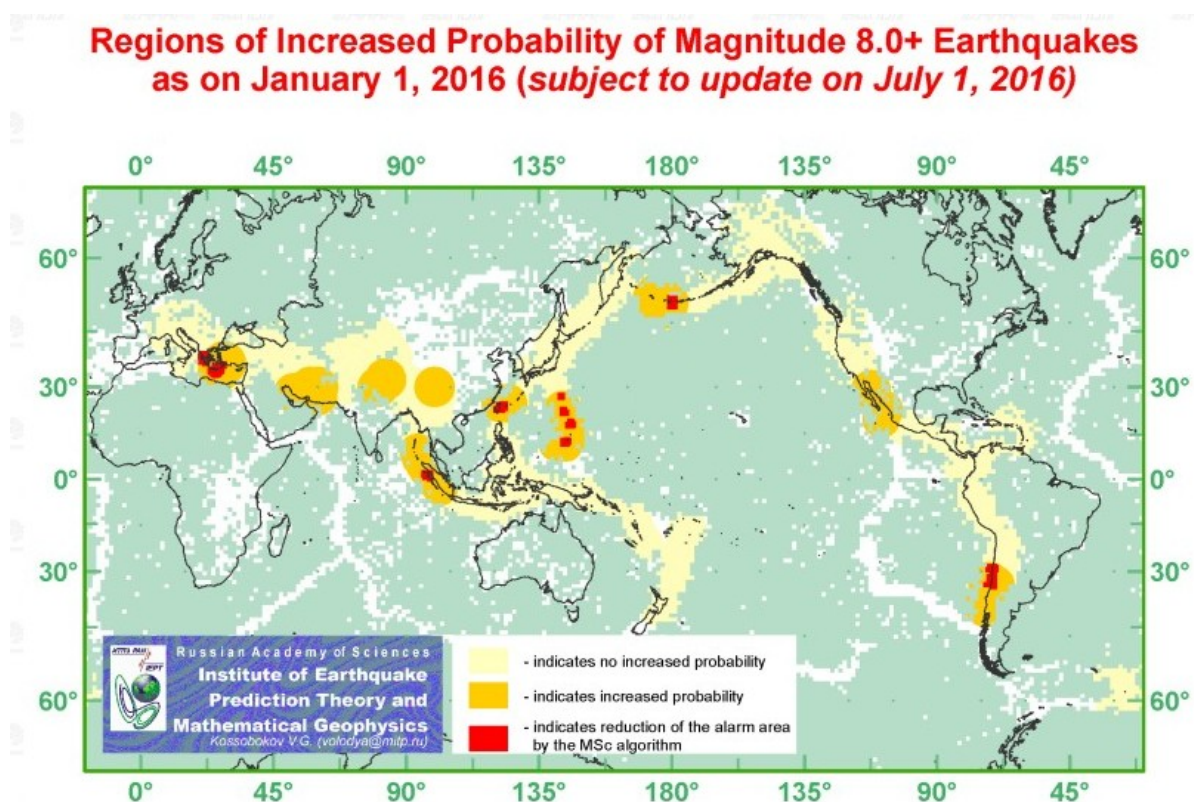 Regions of Increased Probability of Magnitude 8.0+ Earthquakes
as on January 1, 2016 (subject to update on July 1, 2016)
0° 45° 90° 135° 180° 135° 90° 45°
60° 60°
30° 30°
0° 0°
30° 30°
60° 60°
Russian Academy of Sciences
Institute of Earthquake
Prediction Theory and
Mathematical Geophysics
Kossobokov V.G. (volodya@mitp.ru)
- indicates no increased probability
- indicates increased probability
- indicates reduction of the alarm area
by the MSc algorithm
0° 45° 90° 135° 180° 135° 90° 45°